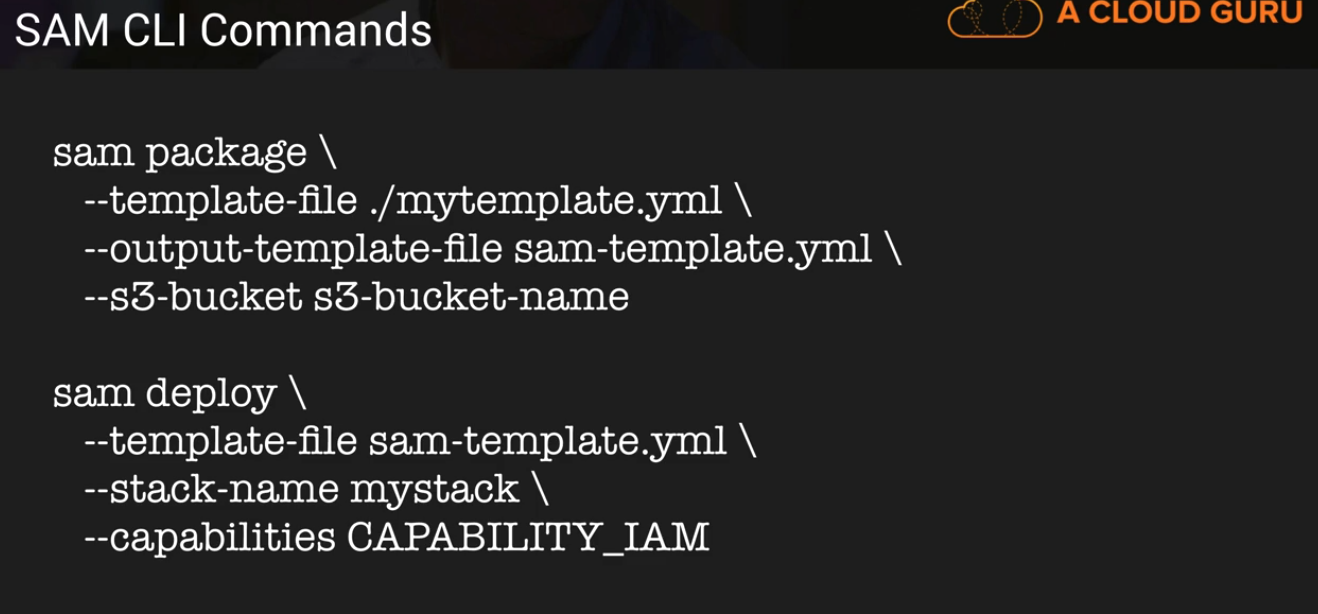 SAM CLI Commands
A CLOUD GURU
sam package \
--template-file ./mytemplate.yml \
--output-template-file sam-template.yml \
--s3-bucket s3-bucket-name
sam deploy \
--template-file sam-template.yml \
--stack-name mystack \
--capabilities CAPABILITY_IAM